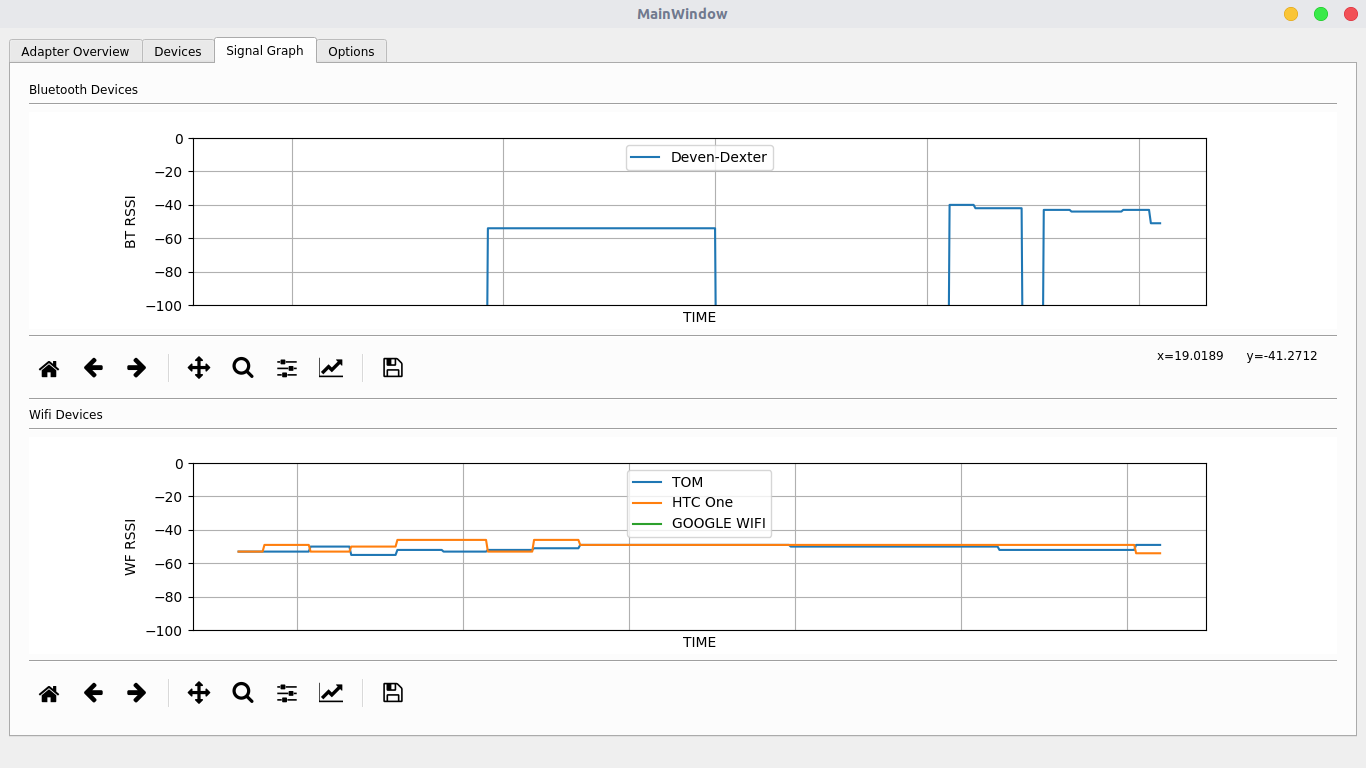 MainWindow
Adapter Overview Devices Signal Graph Options
Bluetooth Devices
0
−20
−40
−60
−80
−100
BT RSSI
Deven-Dexter
TIME
x=19.0189 y=-41.2712
Wifi Devices
0
−20
−40
−60
−80
−100
WF RSSI
TOM
HTC One
GOOGLE WIFI
TIME